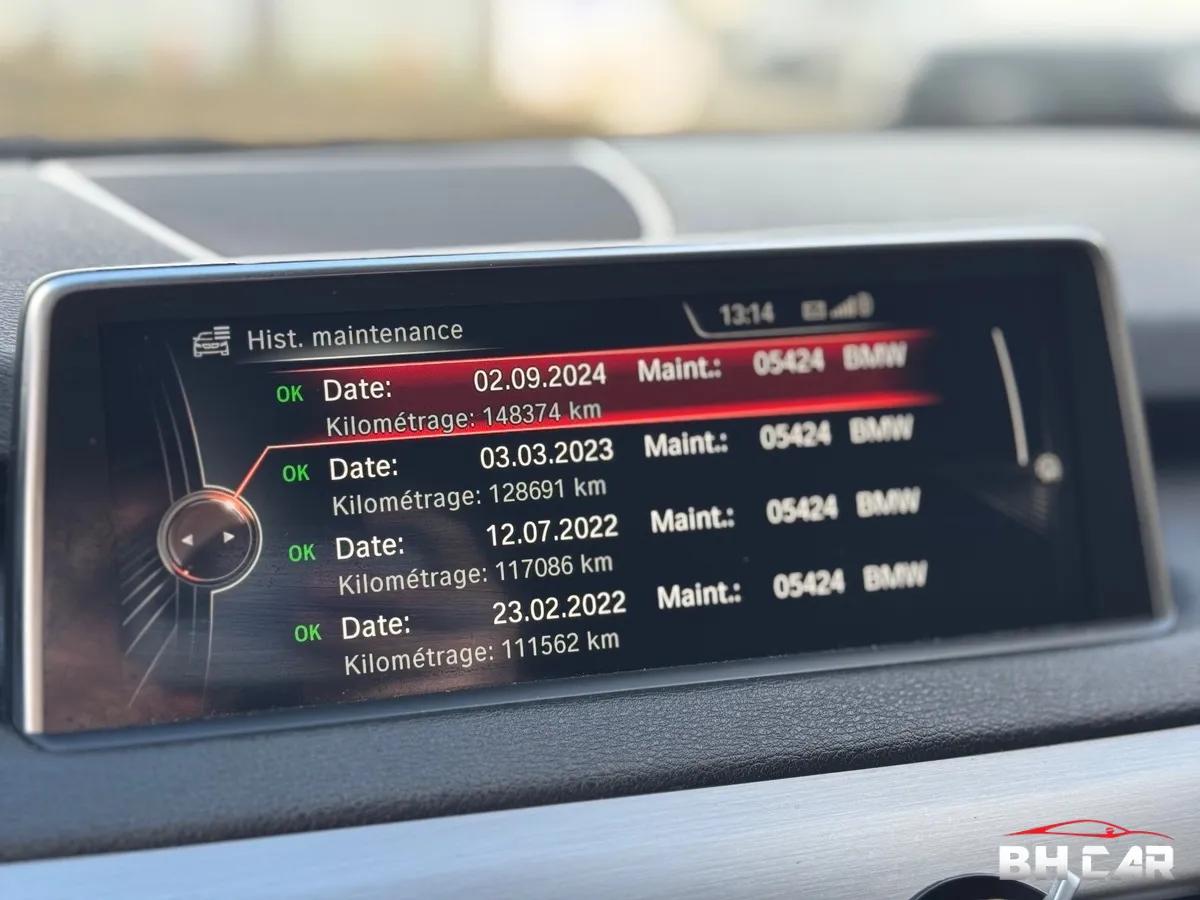 Hist. maintenance
13:14
OK Date: 02.09.2024 Maint.: 05424 BMW
Kilométrage: 148374 km
OK Date: 03.03.2023 Maint.: 05424 BMW
Kilométrage: 128691 km
OK Date: 12.07.2022 Maint.: 05424 BMW
Kilométrage: 117086 km
OK Date: 23.02.2022 Maint.: 05424 BMW
Kilométrage: 111562 km
BH CAR